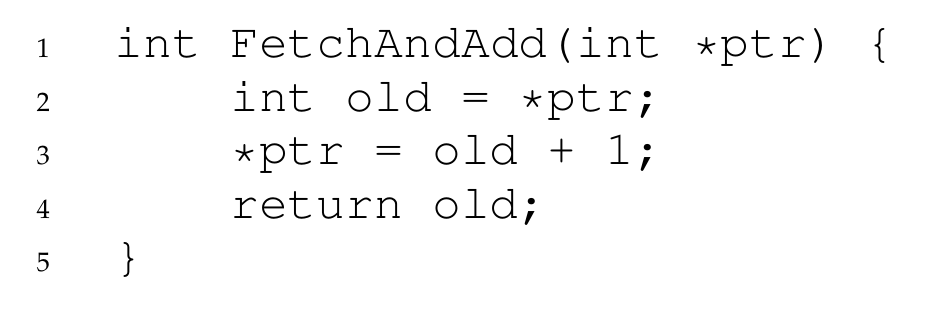 1 int FetchAndAdd(int *ptr) {
2 int old = *ptr;
3 *ptr = old + 1;
4 return old;
5 }